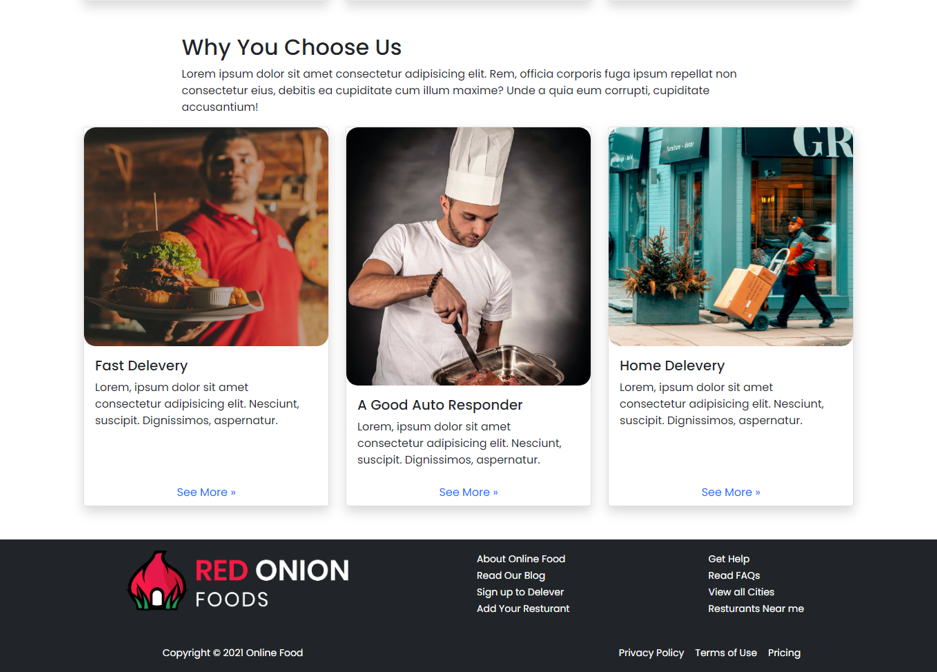 Why You Choose Us
Lorem ipsum dolor sit amet consectetur adipisicing elit. Rem, officia corporis fuga ipsum repellat non
consectetur eius, debitis ea cupiditate cum illum maxime? Unde a quia eum corrupti, cupiditate
accusantium!
GR
Fast Delevery
Lorem, ipsum dolor sit amet
consectetur adipisicing elit. Nesciunt,
suscipit. Dignissimos, aspernatur.
See More »
A Good Auto Responder
Lorem, ipsum dolor sit amet
consectetur adipisicing elit. Nesciunt,
suscipit. Dignissimos, aspernatur.
See More »
Home Delevery
Lorem, ipsum dolor sit amet
consectetur adipisicing elit. Nesciunt,
suscipit. Dignissimos, aspernatur.
See More »
RED ONION
FOODS
About Online Food
Read Our Blog
Sign up to Delever
Add Your Resturant
Get Help
Read FAQs
View all Cities
Resturants Near me
Copyright © 2021 Online Food
Privacy Policy Terms of Use Pricing